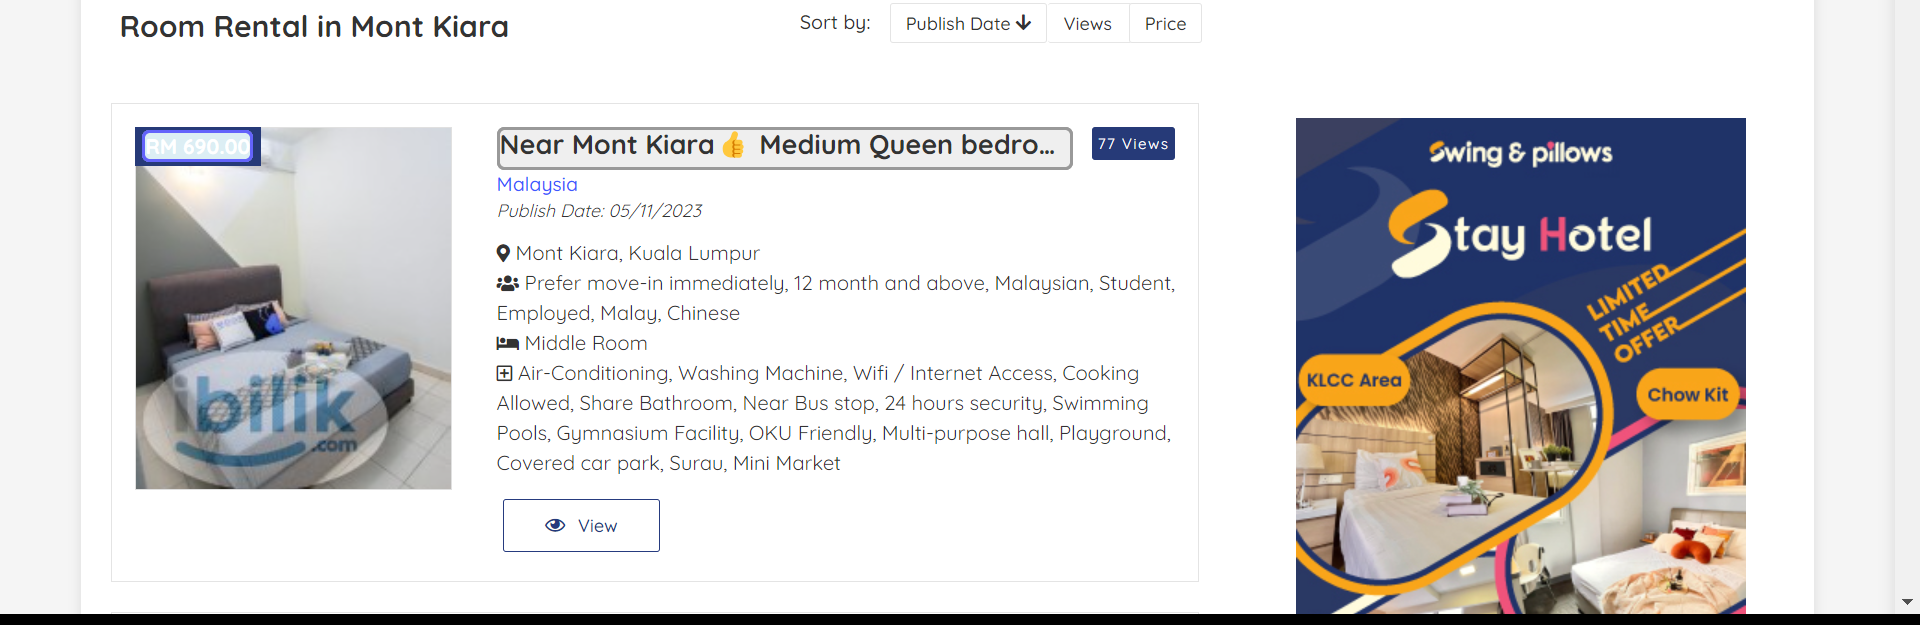 Room Rental in Mont Kiara
Sort by:
Publish Date
Views
Price
RM 690.00
ibilik
.com
Near Mont Kiara👍 Medium Queen bedro...
77 Views
Malaysia
Publish Date: 05/11/2023
Mont Kiara, Kuala Lumpur
Prefer move-in immediately, 12 month and above, Malaysian, Student,
Employed, Malay, Chinese
Middle Room
Air-Conditioning, Washing Machine, Wifi / Internet Access, Cooking
Allowed, Share Bathroom, Near Bus stop, 24 hours security, Swimming
Pools, Gymnasium Facility, OKU Friendly, Multi-purpose hall, Playground,
Covered car park, Surau, Mini Market
View
Swing & pillows
Stay Hotel
LIMITED
TIME
OFFER
KLCC Area
Chow Kit